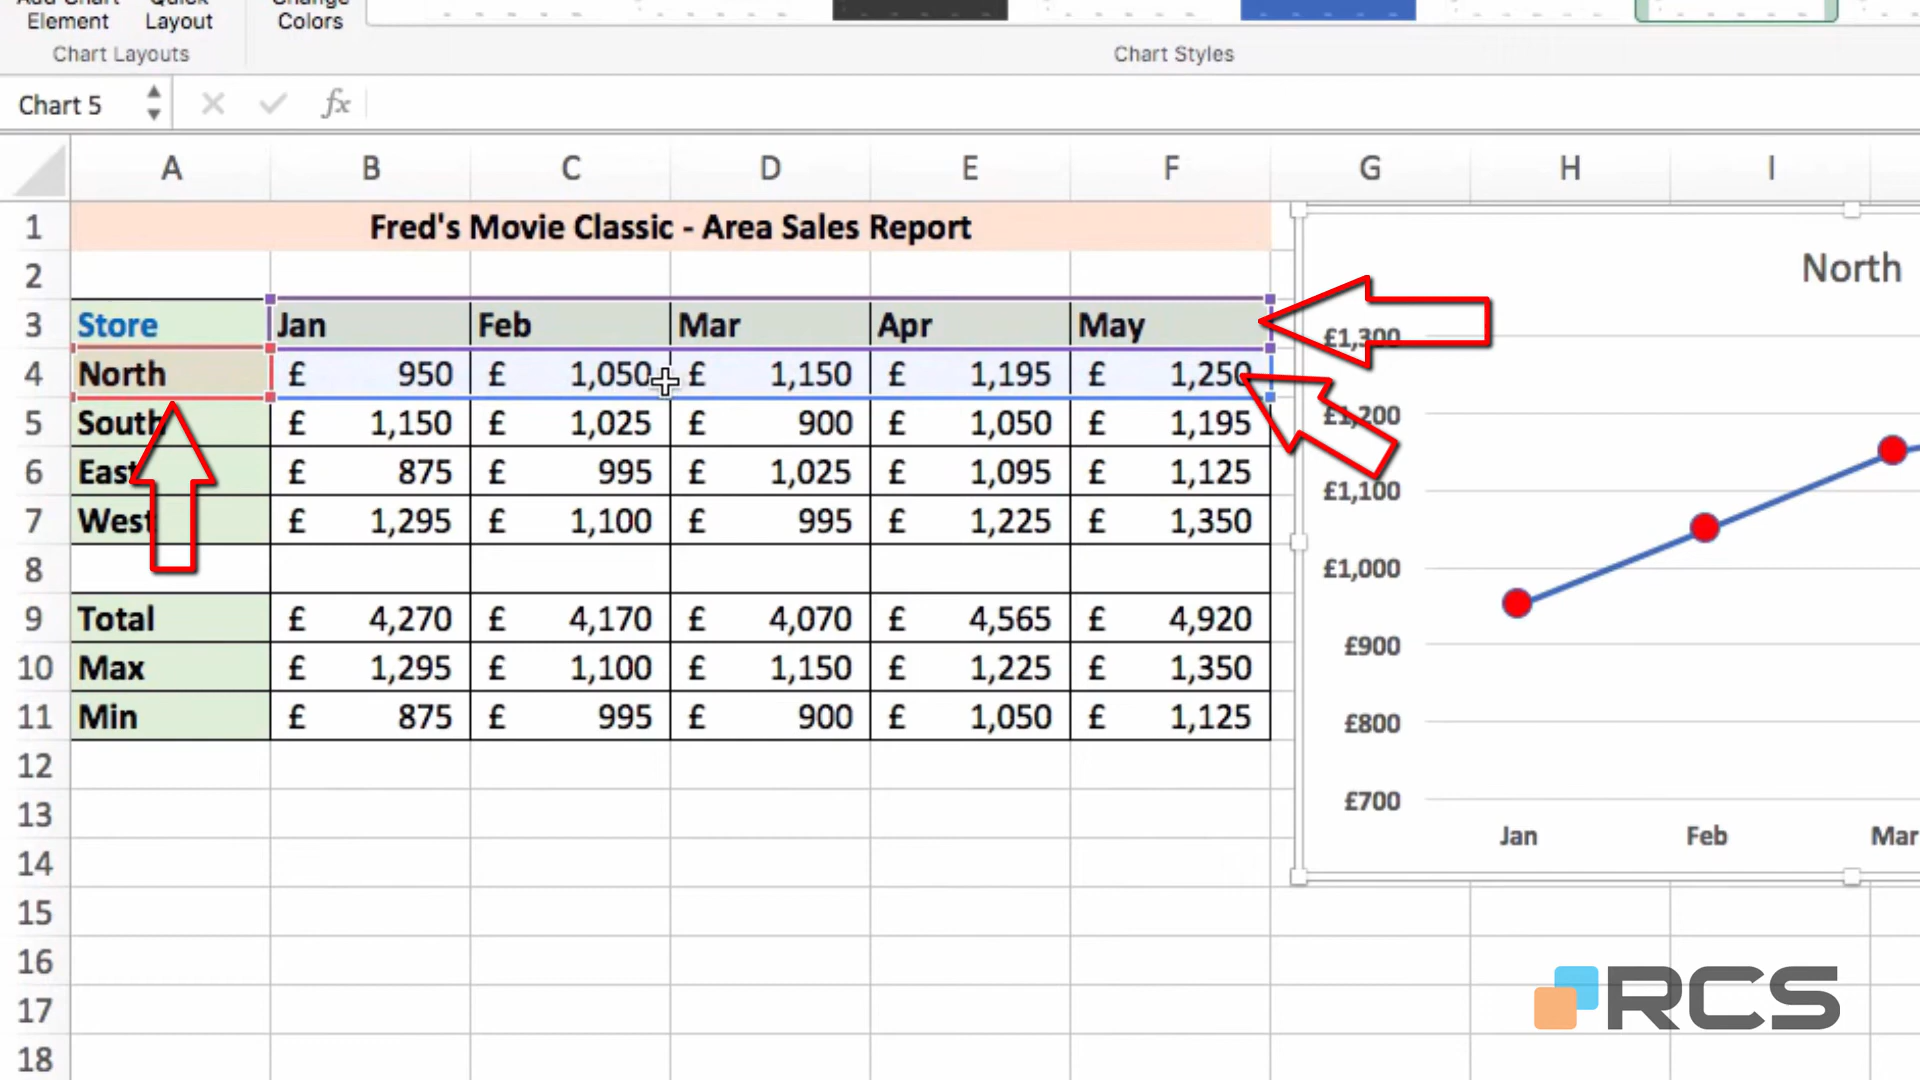 Add Chart Quick Change
Element Layout Colors
Chart Layouts Chart Styles
Chart 5 fx
A B C D E F G H I
1 Fred's Movie Classic - Area Sales Report
2 North
3 Store Jan Feb Mar Apr May £1,300
4 North £ 950 £ 1,050 £ 1,150 £ 1,195 £ 1,250
5 South £ 1,150 £ 1,025 £ 900 £ 1,050 £ 1,195 £1,200
6 East £ 875 £ 995 £ 1,025 £ 1,095 £ 1,125 £1,100
7 West £ 1,295 £ 1,100 £ 995 £ 1,225 £ 1,350
8 £1,000
9 Total £ 4,270 £ 4,170 £ 4,070 £ 4,565 £ 4,920 £900
10 Max £ 1,295 £ 1,100 £ 1,150 £ 1,225 £ 1,350
11 Min £ 875 £ 995 £ 900 £ 1,050 £ 1,125 £800
12 £700
13 Jan Feb Mar
14
15
16
17 RCS
18